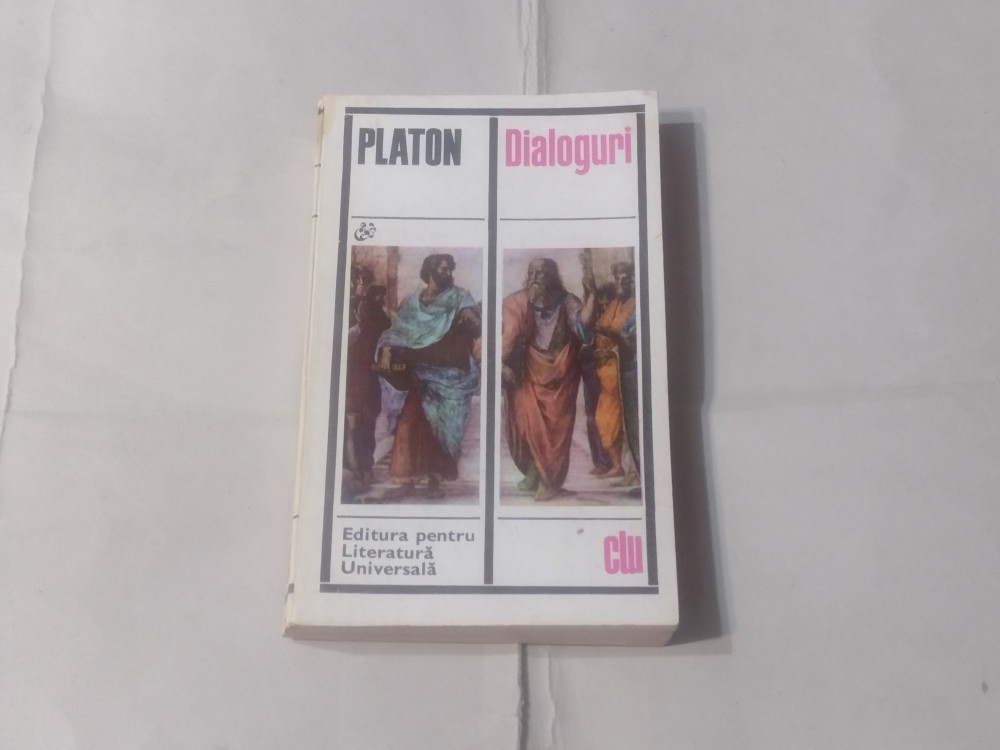 PLATON
Dialoguri
Editura pentru
Literatură
Universală
clu